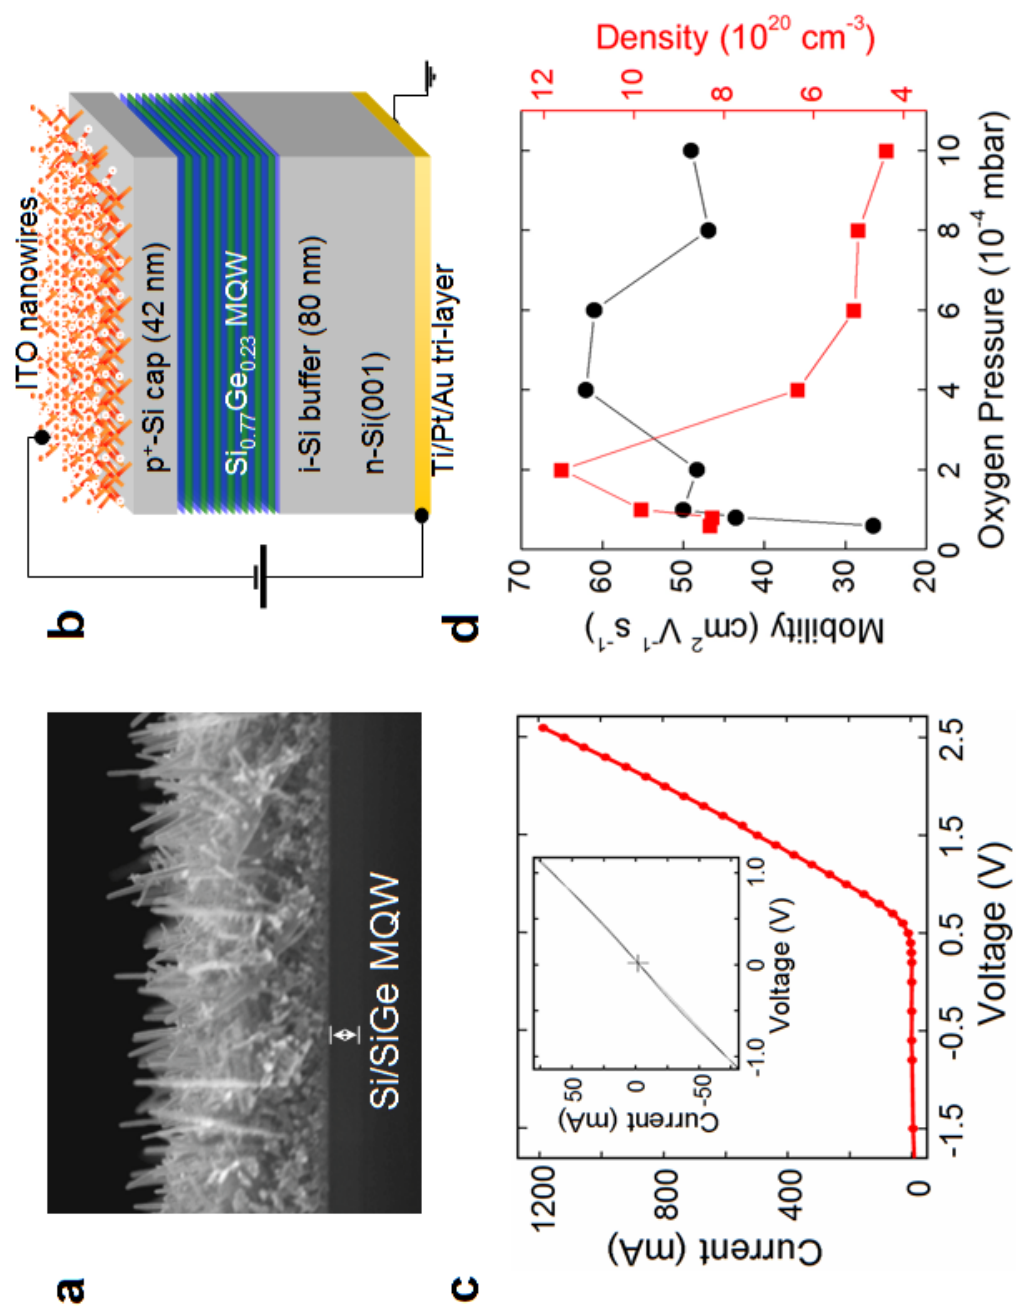 a
Si/SiGe MQW
b
ITO nanowires
p⁺-Si cap (42 nm)
Si₀.₇₇Ge₀.₂₃ MQW
i-Si buffer (80 nm)
n-Si(001)
Ti/Pt/Au tri-layer
c
Current (mA)
1200
800
400
0
-1.5
-0.5
0.5
1.5
2.5
Voltage (V)
Current (mA)
50
0
-50
-1.0
0
1.0
Voltage (V)
d
Mobility (cm² V⁻¹ s⁻¹)
70
60
50
40
30
20
0
2
4
6
8
10
Oxygen Pressure (10⁻⁴ mbar)
12
10
8
6
4
Density (10²⁰ cm⁻³)